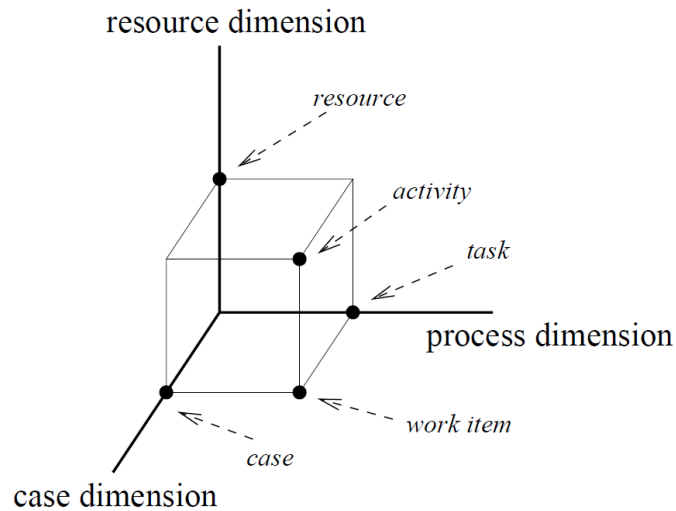 resource dimension
resource
activity
task
process dimension
work item
case
case dimension